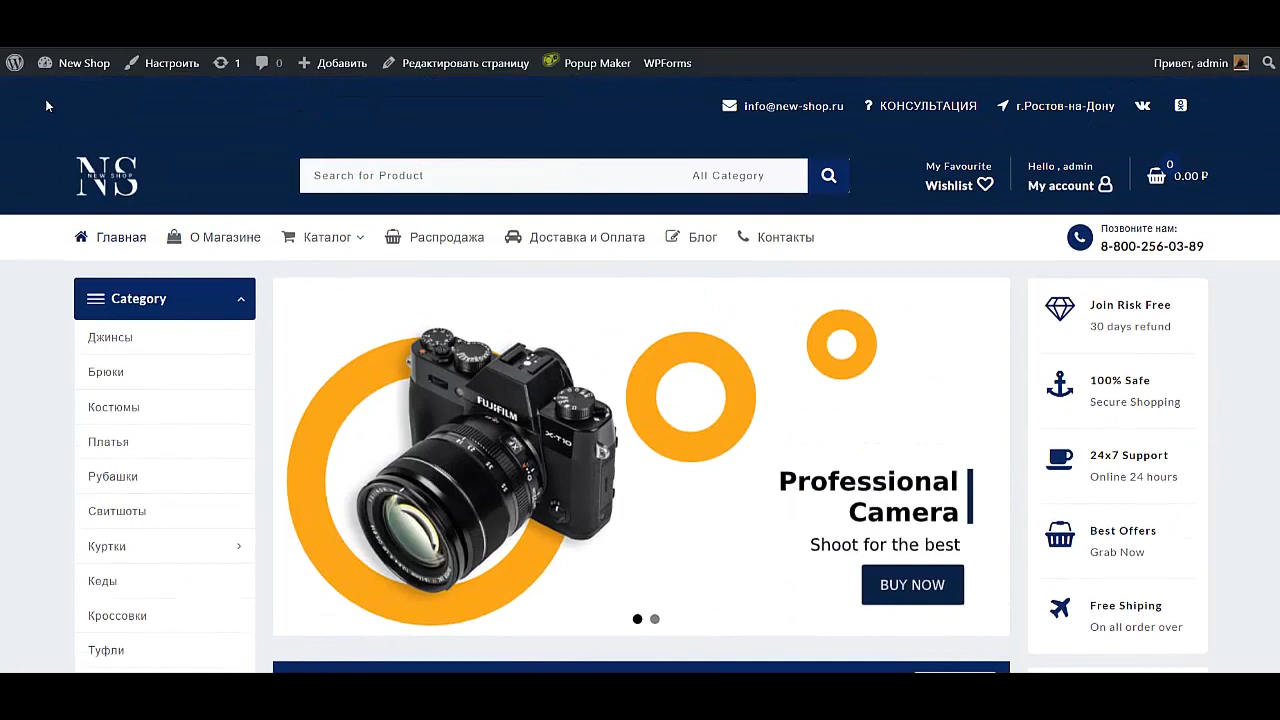 New Shop Настроить 1 0 Добавить Редактировать страницу Popup Maker WPForms Привет, admin
info@new-shop.ru КОНСУЛЬТАЦИЯ г.Ростов-на-Дону
NS
NEW SHOP
Search for Product All Category
My Favourite
Wishlist
Hello , admin
My account
0
0.00 ₽
Главная О Магазине Каталог Распродажа Доставка и Оплата Блог Контакты
Позвоните нам:
8-800-256-03-89
Category
Джинсы
Брюки
Костюмы
Платья
Рубашки
Свитшоты
Куртки
Кеды
Кроссовки
Туфли
FUJIFILM
X-T10
Professional
Camera
Shoot for the best
BUY NOW
Join Risk Free
30 days refund
100% Safe
Secure Shopping
24x7 Support
Online 24 hours
Best Offers
Grab Now
Free Shiping
On all order over